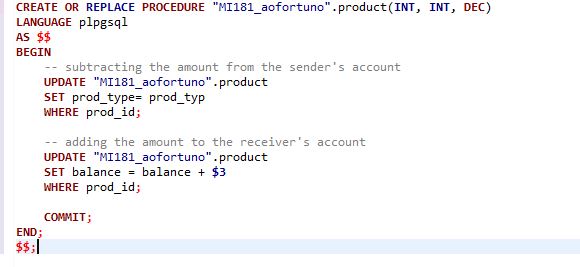 CREATE OR REPLACE PROCEDURE "MI181_aofortuno".product(INT, INT, DEC)
LANGUAGE plpgsql
AS $$
BEGIN
-- subtracting the amount from the sender's account
UPDATE "MI181_aofortuno".product
SET prod_type= prod_typ
WHERE prod_id;
-- adding the amount to the receiver's account
UPDATE "MI181_aofortuno".product
SET balance = balance + $3
WHERE prod_id;
COMMIT;
END;
$$;